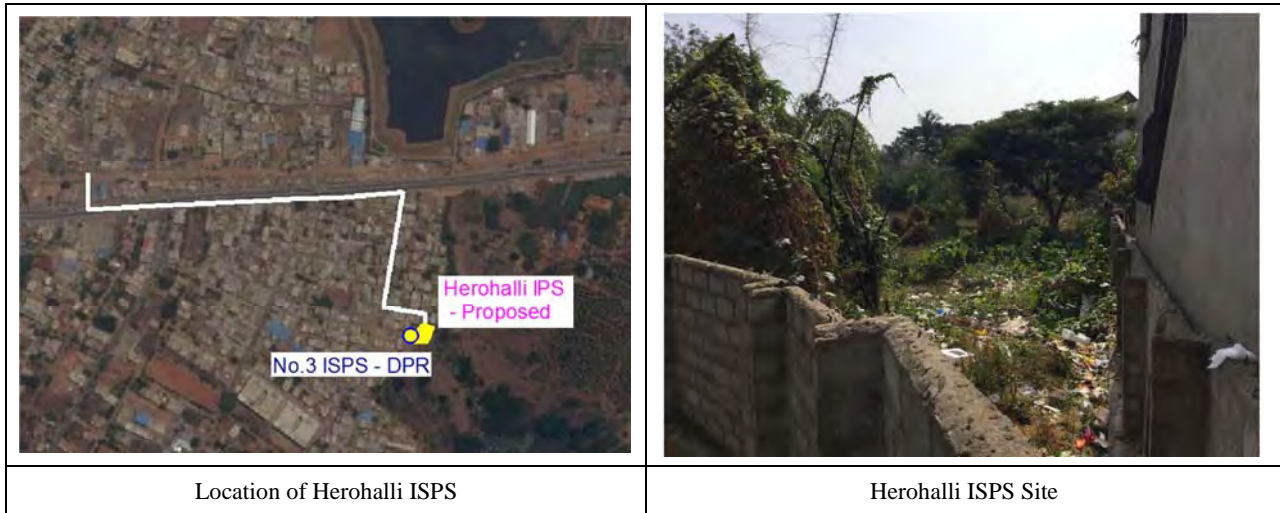 Herohalli IPS
- Proposed
No.3 ISPS - DPR
Location of Herohalli ISPS
Herohalli ISPS Site